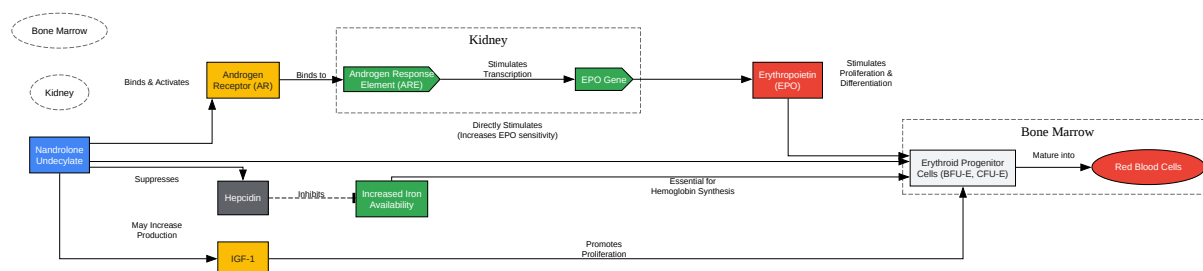 Bone Marrow
Kidney
Kidney
Binds & Activates
Androgen
Receptor (AR)
Binds to
Androgen Response
Element (ARE)
Stimulates
Transcription
EPO Gene
Erythropoietin
(EPO)
Stimulates
Proliferation &
Differentiation
Directly Stimulates
(Increases EPO sensitivity)
Bone Marrow
Nandrolone
Undecylate
Erythroid Progenitor
Cells (BFU-E, CFU-E)
Mature into
Red Blood Cells
Suppresses
Hepcidin
Inhibits
Increased Iron
Availability
Essential for
Hemoglobin Synthesis
May Increase
Production
IGF-1
Promotes
Proliferation